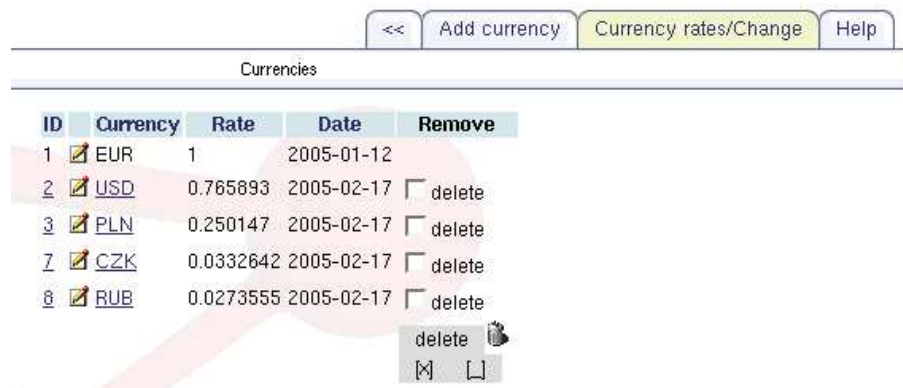 << Add currency Currency rates/Change Help
Currencies
ID Currency Rate Date Remove
1 EUR 1 2005-01-12
2 USD 0.765893 2005-02-17 delete
3 PLN 0.250147 2005-02-17 delete
7 CZK 0.0332642 2005-02-17 delete
8 RUB 0.0273555 2005-02-17 delete
delete
[x] [_]